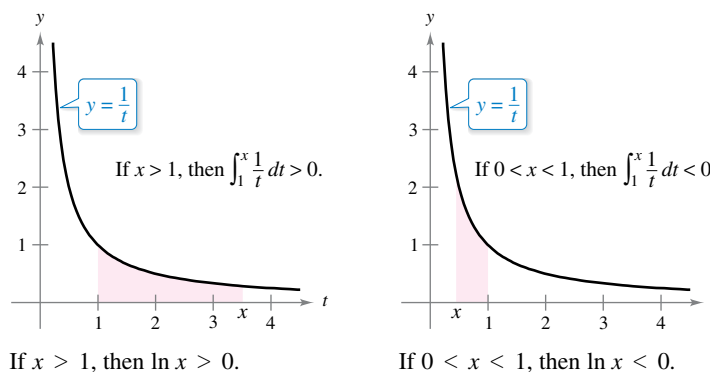 y
4
3
2
1
y = 1/t
If x > 1, then ∫₁ˣ 1/t dt > 0.
1 2 3 x 4
t
If x > 1, then ln x > 0.
y
4
3
2
1
y = 1/t
If 0 < x < 1, then ∫₁ˣ 1/t dt < 0
x 1 2 3 4
If 0 < x < 1, then ln x < 0.